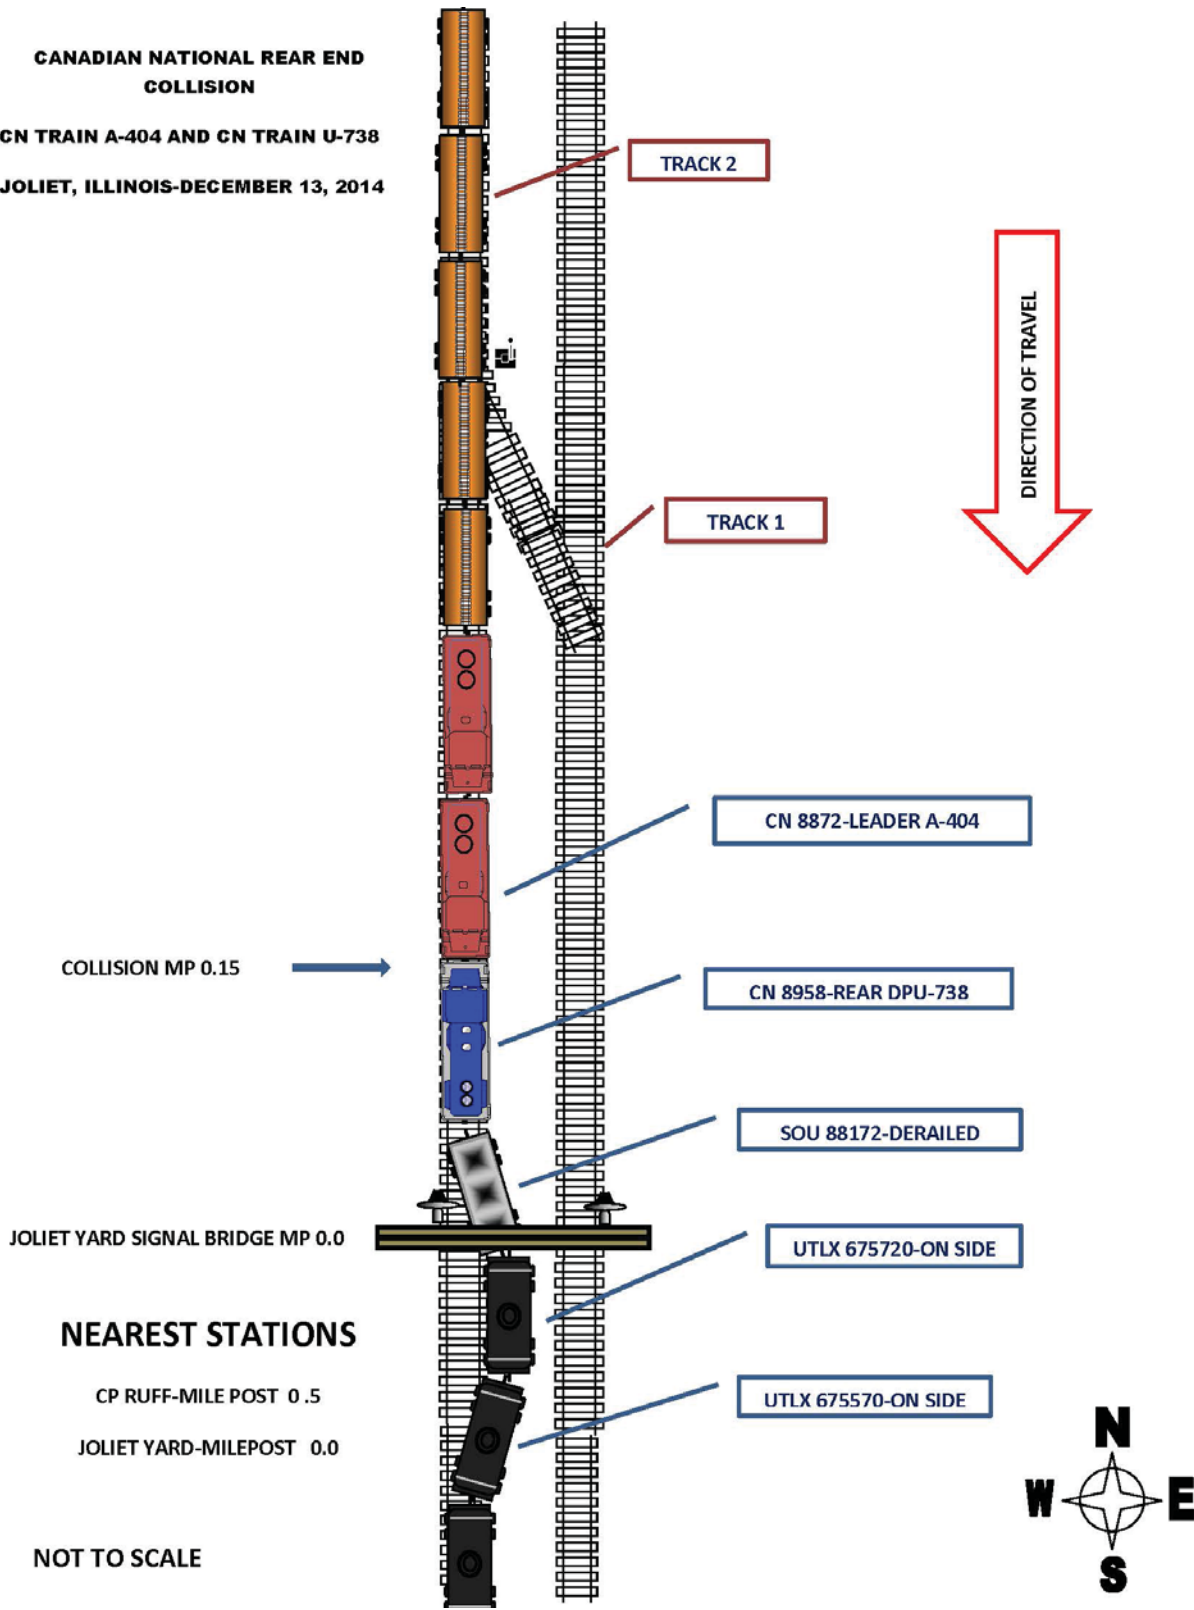 CANADIAN NATIONAL REAR END
COLLISION
CN TRAIN A-404 AND CN TRAIN U-738
JOLIET, ILLINOIS-DECEMBER 13, 2014
TRACK 2
DIRECTION OF TRAVEL
TRACK 1
CN 8872-LEADER A-404
COLLISION MP 0.15
CN 8958-REAR DPU-738
SOU 88172-DERAILED
JOLIET YARD SIGNAL BRIDGE MP 0.0
UTLX 675720-ON SIDE
NEAREST STATIONS
CP RUFF-MILE POST 0 .5
UTLX 675570-ON SIDE
JOLIET YARD-MILEPOST 0.0
N
W E
S
NOT TO SCALE